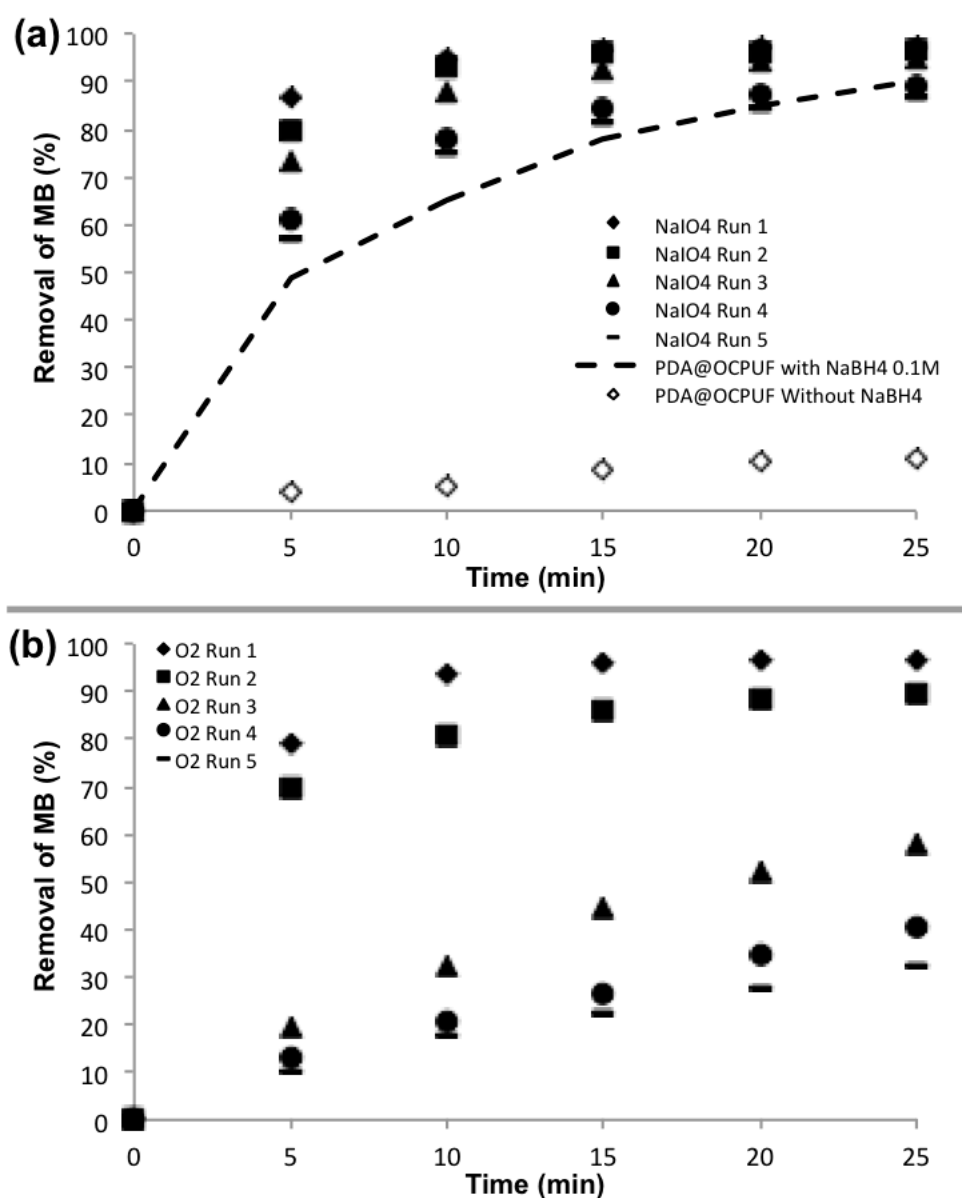 (a)
Removal of MB (%)
100
90
80
70
60
50
40
30
20
10
0
NaIO4 Run 1
NaIO4 Run 2
NaIO4 Run 3
NaIO4 Run 4
NaIO4 Run 5
PDA@OCPUF with NaBH4 0.1M
PDA@OCPUF Without NaBH4
0 5 10 15 20 25
Time (min)
(b)
Removal of MB (%)
100
90
80
70
60
50
40
30
20
10
0
O2 Run 1
O2 Run 2
O2 Run 3
O2 Run 4
O2 Run 5
0 5 10 15 20 25
Time (min)